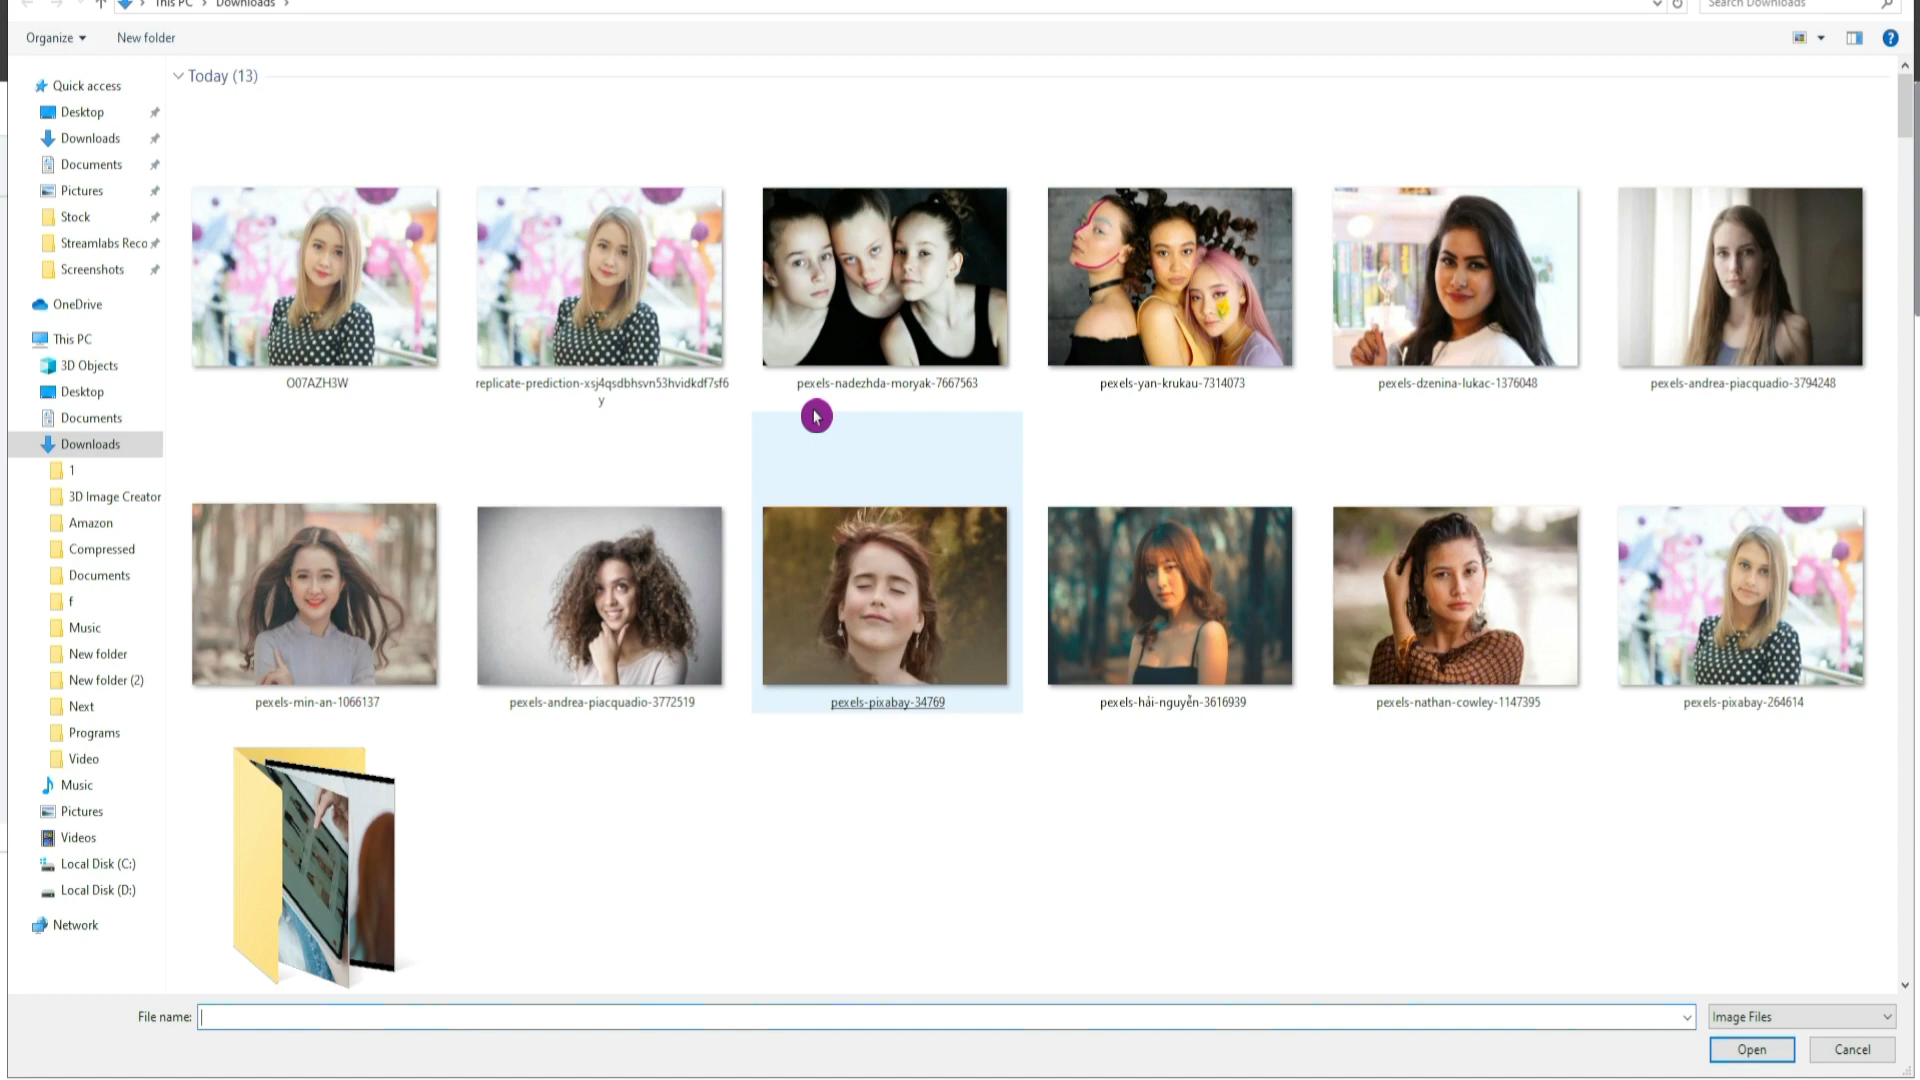 This PC
Downloads
Search Downloads
Organize
New folder
Quick access
Desktop
Downloads
Documents
Pictures
Stock
Streamlabs Reco
Screenshots
OneDrive
This PC
3D Objects
Desktop
Documents
Downloads
1
3D Image Creator
Amazon
Compressed
Documents
f
Music
New folder
New folder (2)
Next
Programs
Video
Music
Pictures
Videos
Local Disk (C:)
Local Disk (D:)
Network
Today (13)
O07AZH3W
replicate-prediction-xsj4qsdbhsvn53hvidkdf7sf6
y
pexels-nadezhda-moryak-7667563
pexels-yan-krukau-7314073
pexels-dzenina-lukac-1376048
pexels-andrea-piacquadio-3794248
pexels-min-an-1066137
pexels-andrea-piacquadio-3772519
pexels-pixabay-34769
pexels-hải-nguyễn-3616939
pexels-nathan-cowley-1147395
pexels-pixabay-264614
File name:
Image Files
Open
Cancel